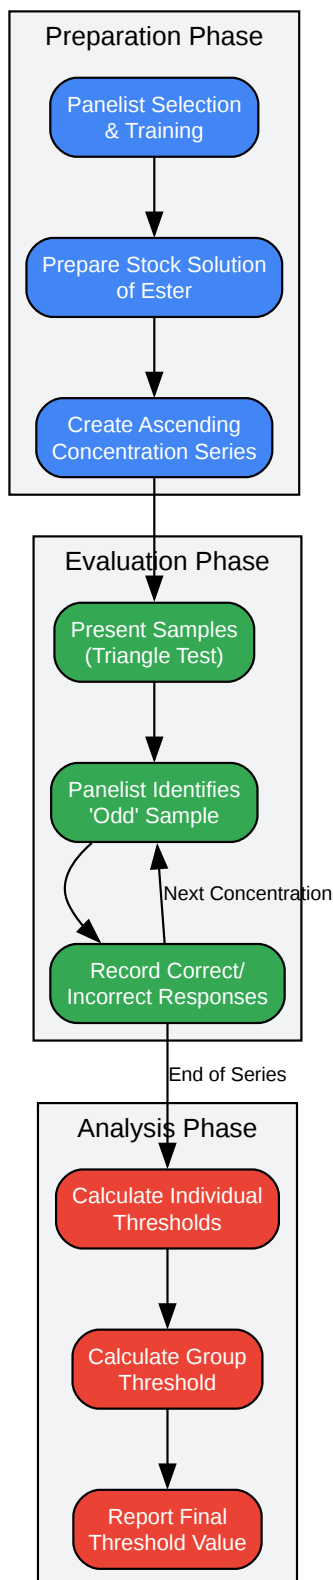 Preparation Phase
Panelist Selection
& Training
Prepare Stock Solution
of Ester
Create Ascending
Concentration Series
Evaluation Phase
Present Samples
(Triangle Test)
Panelist Identifies
'Odd' Sample
Next Concentration
Record Correct/
Incorrect Responses
End of Series
Analysis Phase
Calculate Individual
Thresholds
Calculate Group
Threshold
Report Final
Threshold Value